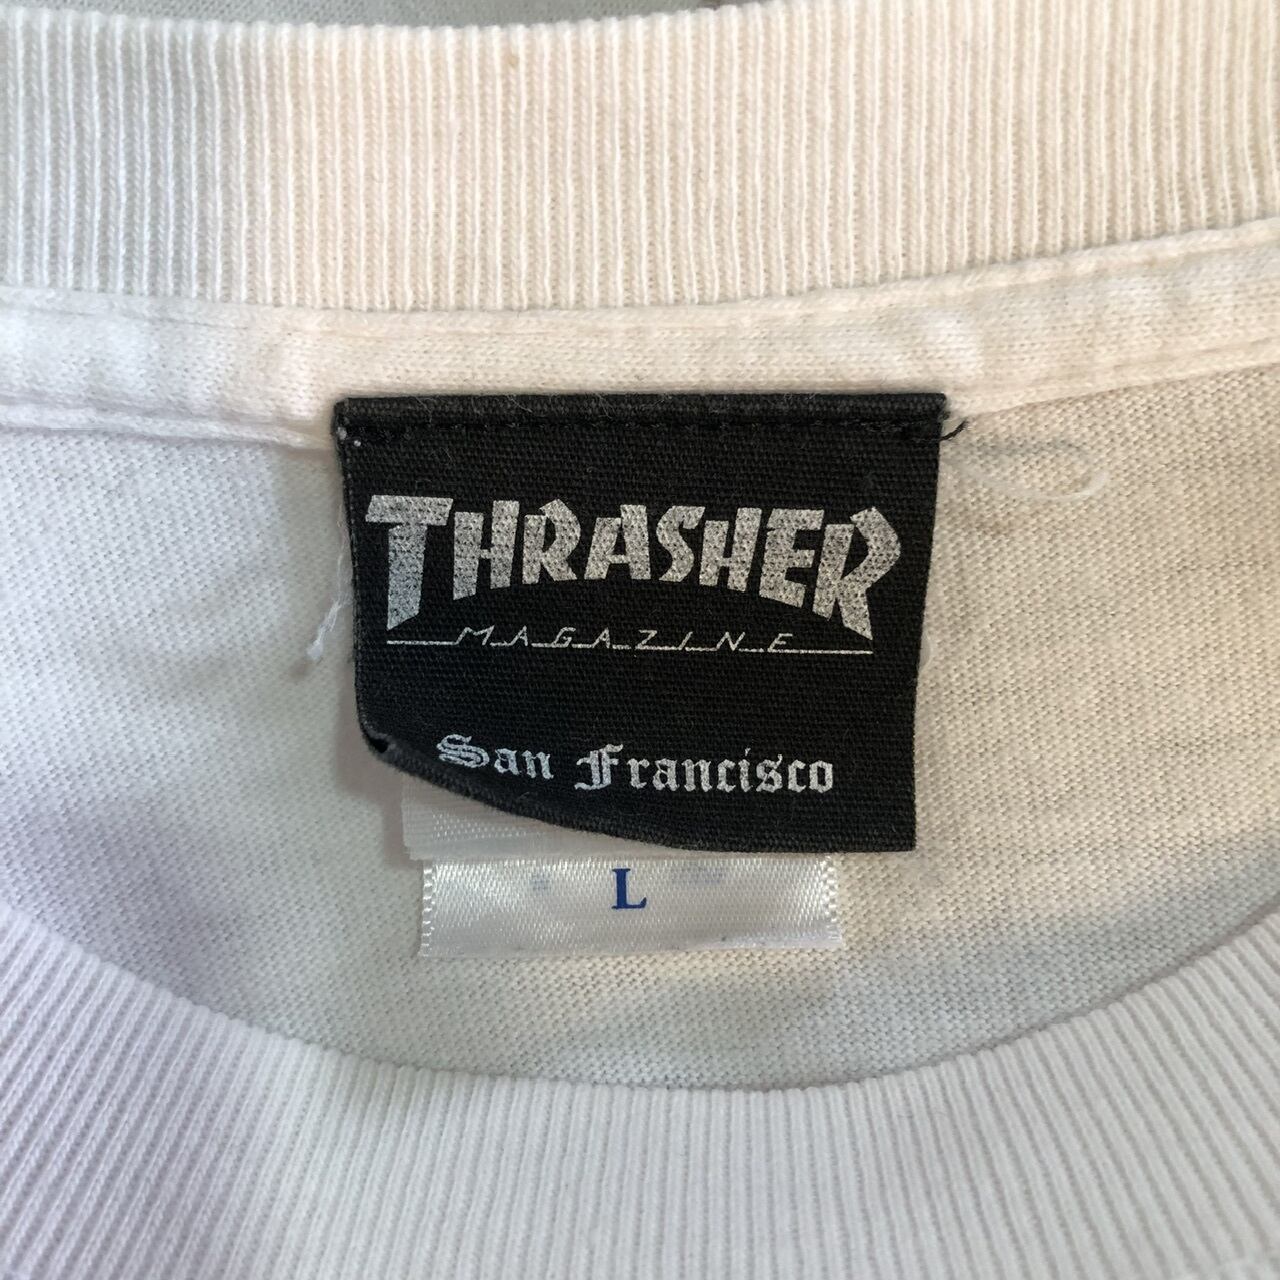 THRASHER
MAGAZINE
San Francisco
L